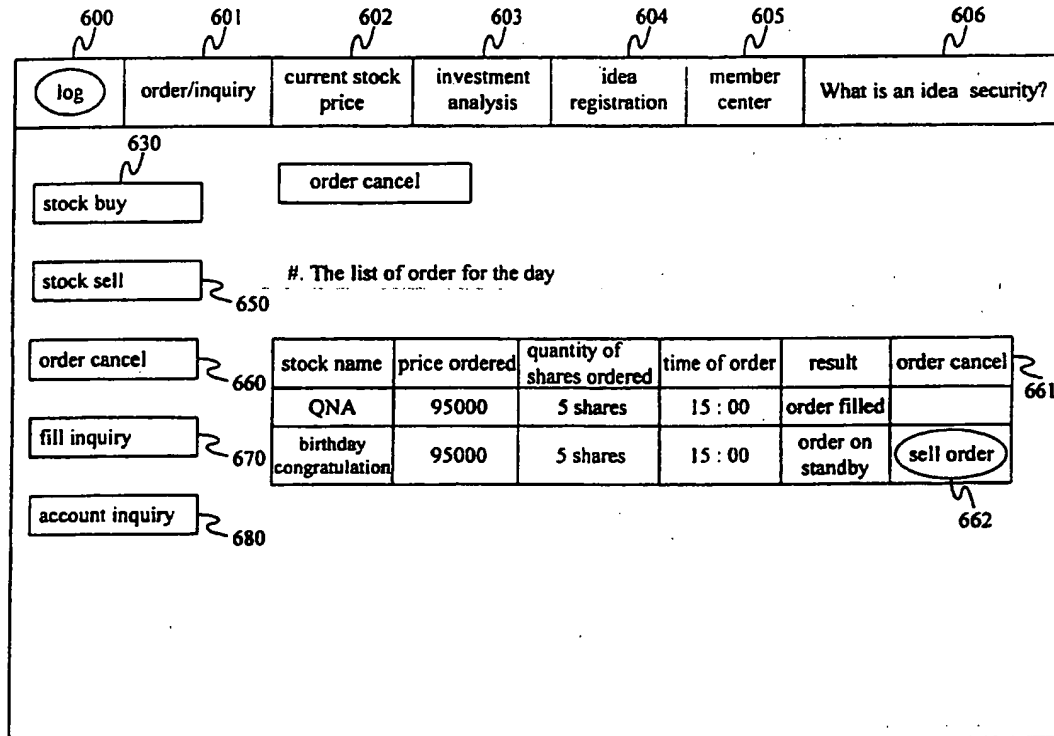 600
601
602
603
604
605
606
log
order/inquiry
current stock
price
investment
analysis
idea
registration
member
center
What is an idea security?
630
stock buy
order cancel
stock sell
650
#. The list of order for the day
order cancel
660
stock name
price ordered
quantity of
shares ordered
time of order
result
order cancel
661
QNA
95000
5 shares
15 : 00
order filled
fill inquiry
670
birthday
congratulation
95000
5 shares
15 : 00
order on
standby
sell order
662
account inquiry
680